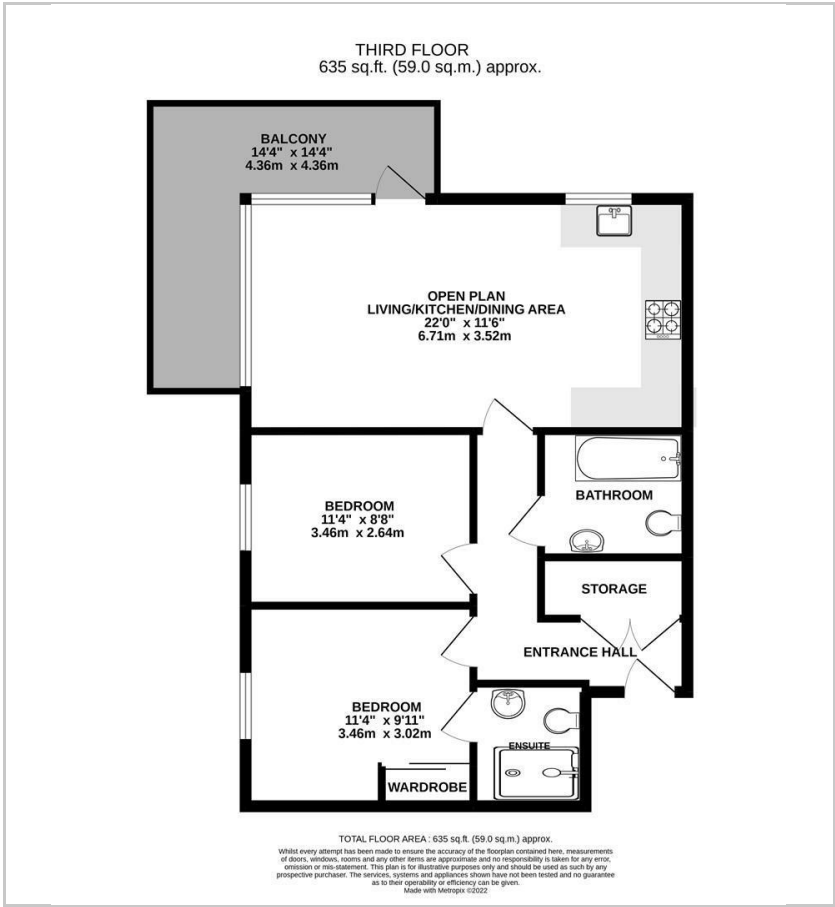 THIRD FLOOR
635 sq.ft. (59.0 sq.m.) approx.
BALCONY
14'4" x 14'4"
4.36m x 4.36m
OPEN PLAN
LIVING/KITCHEN/DINING AREA
22'0" x 11'6"
6.71m x 3.52m
BATHROOM
BEDROOM
11'4" x 8'8"
3.46m x 2.64m
STORAGE
ENTRANCE HALL
BEDROOM
11'4" x 9'11"
3.46m x 3.02m
ENSUITE
WARDROBE
TOTAL FLOOR AREA : 635 sq.ft. (59.0 sq.m.) approx.
Whilst every attempt has been made to ensure the accuracy of the floorplan contained here, measurements
of doors, windows, rooms and any other items are approximate and no responsibility is taken for any error,
omission or mis-statement. This plan is for illustrative purposes only and should be used as such by any
prospective purchaser. The services, systems and appliances shown have not been tested and no guarantee
as to their operability or efficiency can be given.
Made with Metropix ©2022